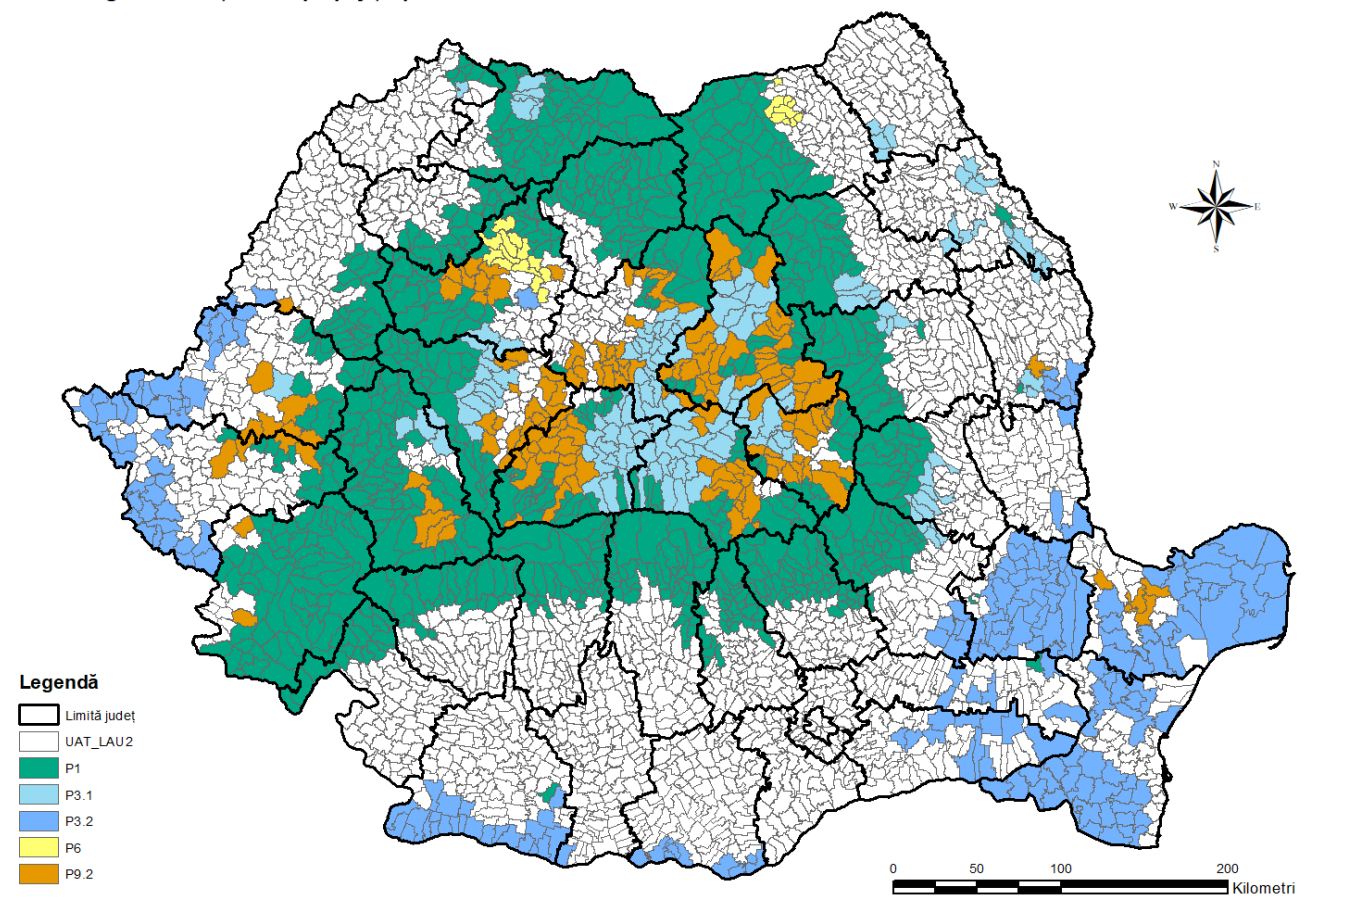 N
W E
S
Legendă
Limită județ
UAT_LAU2
P1
P3.1
P3.2
P6
P9.2
0 50 100 200
Kilometri